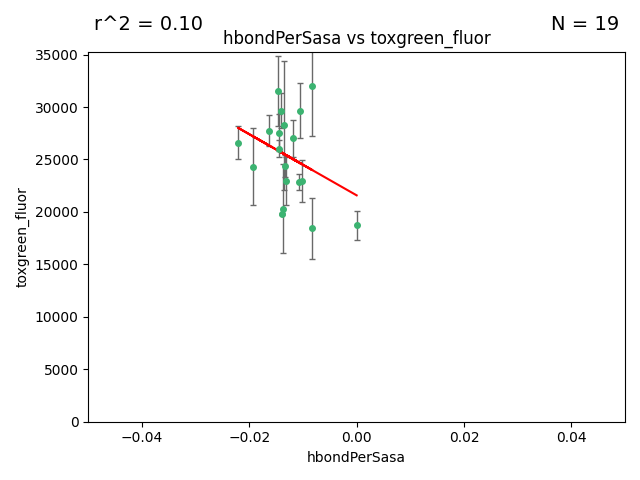 r^2 = 0.10
N = 19
hbondPerSasa vs toxgreen_fluor
35000
30000
25000
20000
15000
10000
5000
0
toxgreen_fluor
−0.04
−0.02
0.00
0.02
0.04
hbondPerSasa